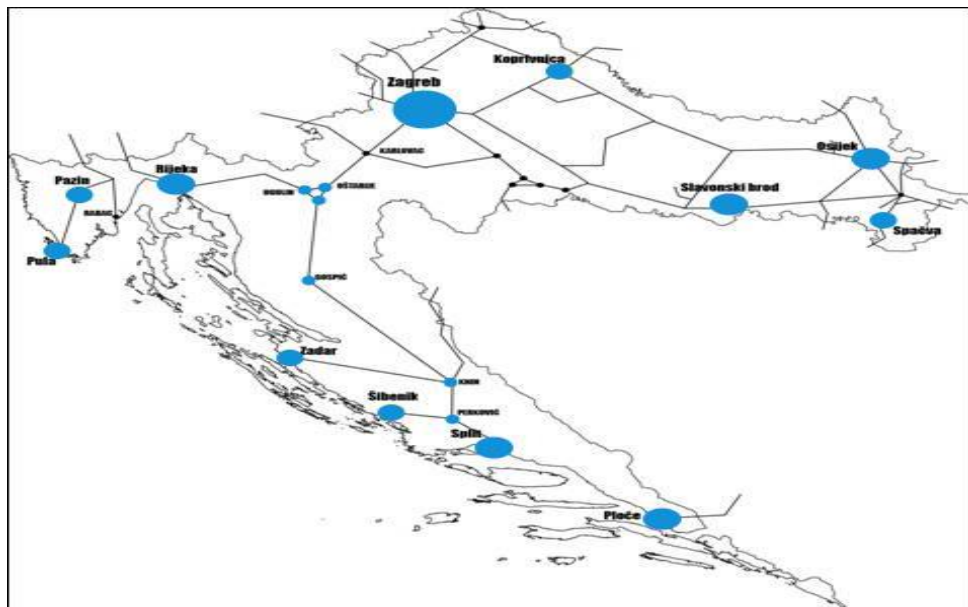 Koprivnica
Zagreb
Osijek
KARLOVAC
Rijeka
OŠTARIJE
OGULIN
Pazin
Slavonski brod
RABAC
Spačva
Pula
GOSPIĆ
Zadar
KNIN
Šibenik
PERKOVIĆ
Split
Ploče